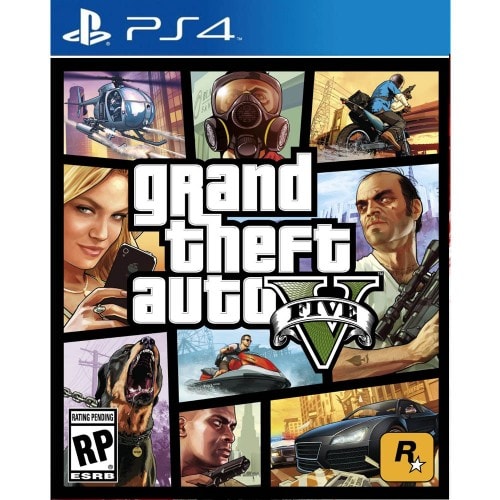 PS4
grand
theft
auto
V
FIVE
RATING PENDING
RP
ESRB
R